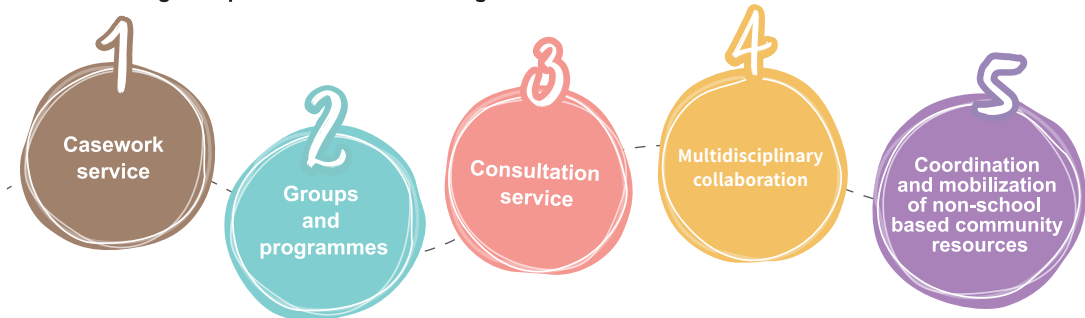 1
Casework
service
2
Groups
and
programmes
3
Consultation
service
4
Multidisciplinary
collaboration
5
Coordination
and mobilization
of non-school
based community
resources